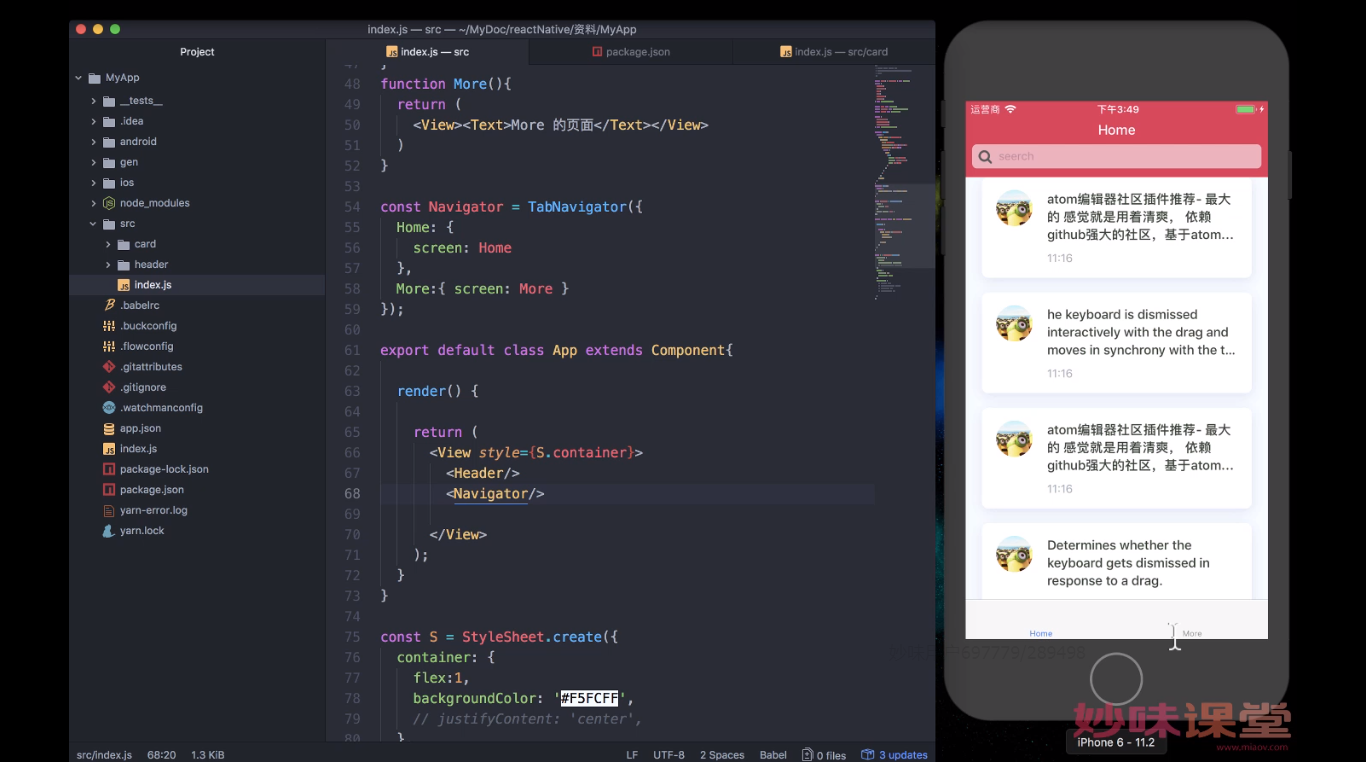 index.js — src — ~/MyDoc/reactNative/资料/MyApp
Project
index.js — src
package.json
index.js — src/card
MyApp
__tests__
.idea
android
gen
ios
node_modules
src
card
header
index.js
.babelrc
.buckconfig
.flowconfig
.gitattributes
.gitignore
.watchmanconfig
app.json
index.js
package-lock.json
package.json
yarn-error.log
yarn.lock
47 }
48 function More(){
49 return (
50 <View><Text>More 的页面</Text></View>
51 )
52 }
53
54 const Navigator = TabNavigator({
55 Home: {
56 screen: Home
57 },
58 More:{ screen: More }
59 });
60
61 export default class App extends Component{
62
63 render() {
64
65 return (
66 <View style={S.container}>
67 <Header/>
68 <Navigator/>
69
70 </View>
71 );
72 }
73 }
74
75 const S = StyleSheet.create({
76 container: {
77 flex:1,
78 backgroundColor: '#F5FCFF',
79 // justifyContent: 'center',
80 }
src/index.js 68:20 1.3 KiB
LF UTF-8 2 Spaces Babel 0 files 3 updates
运营商 下午3:49
Home
seerch
atom编辑器社区插件推荐- 最大
的 感觉就是用着清爽， 依赖
github强大的社区，基于atom...
11:16
he keyboard is dismissed
interactively with the drag and
moves in synchrony with the t...
11:16
atom编辑器社区插件推荐- 最大
的 感觉就是用着清爽， 依赖
github强大的社区，基于atom...
11:16
Determines whether the
keyboard gets dismissed in
response to a drag.
Home More
妙味课堂
www.miaov.com
iPhone 6 - 11.2